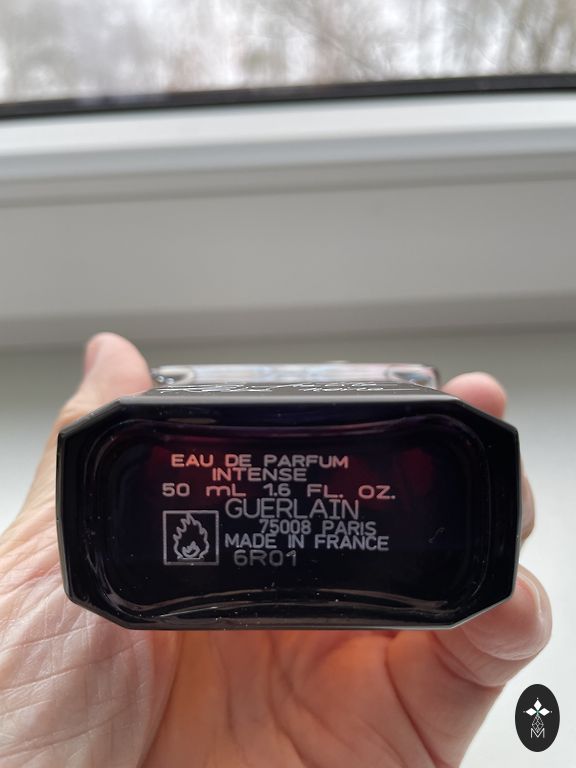 EAU DE PARFUM
INTENSE
50 mL 1.6 FL. OZ.
GUERLAIN
75008 PARIS
MADE IN FRANCE
6R01
M